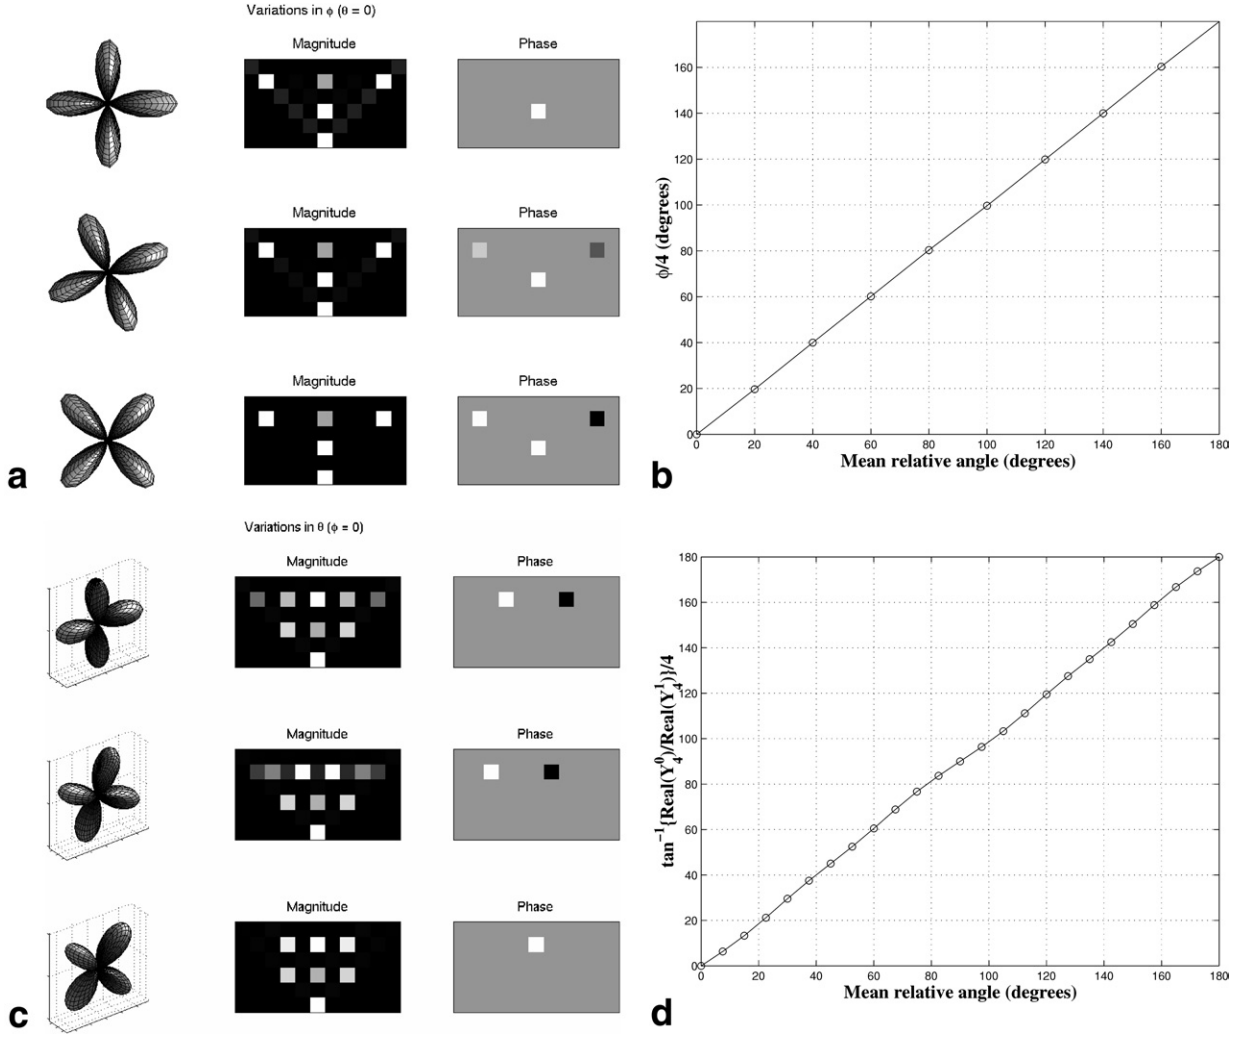 Variations in ϕ (θ = 0)
Magnitude
Phase
Magnitude
Phase
Magnitude
Phase
a
160
140
120
100
80
60
40
20
0
0 20 40 60 80 100 120 140 160 180
ϕ/4 (degrees)
Mean relative angle (degrees)
b
Variations in θ (ϕ = 0)
Magnitude
Phase
Magnitude
Phase
Magnitude
Phase
c
180
160
140
120
100
80
60
40
20
0
0 20 40 60 80 100 120 140 160 180
tan⁻¹{Real(Y₄⁰)/Real(Y₄¹)}/4
Mean relative angle (degrees)
d